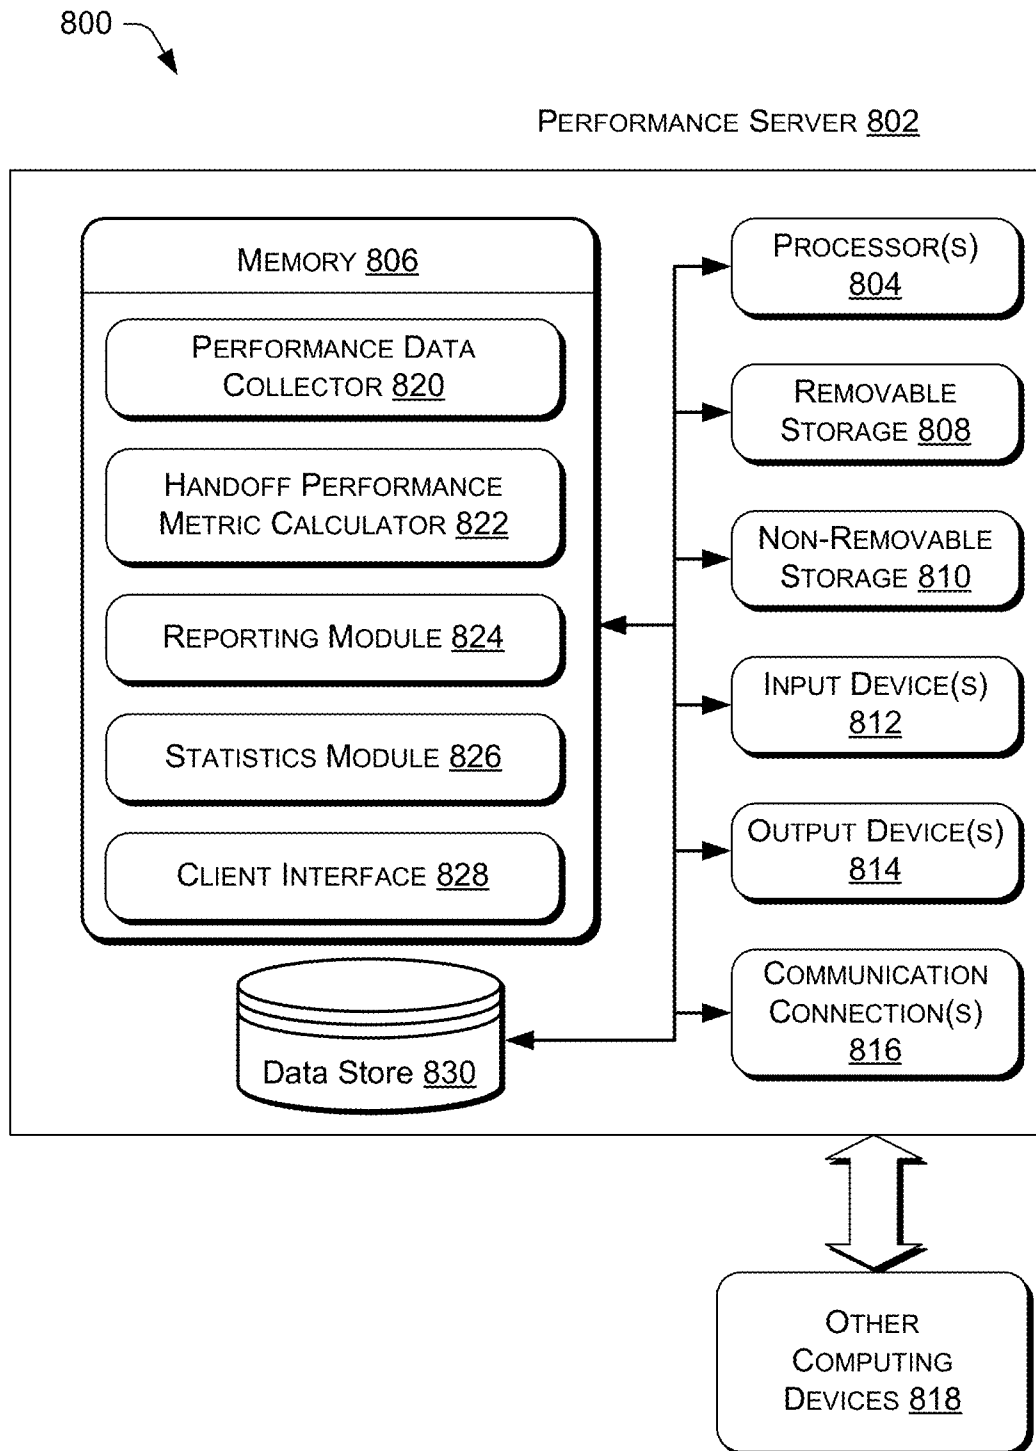 800
PERFORMANCE SERVER 802
MEMORY 806
PERFORMANCE DATA
COLLECTOR 820
HANDOFF PERFORMANCE
METRIC CALCULATOR 822
REPORTING MODULE 824
STATISTICS MODULE 826
CLIENT INTERFACE 828
Data Store 830
PROCESSOR(S)
804
REMOVABLE
STORAGE 808
NON-REMOVABLE
STORAGE 810
INPUT DEVICE(S)
812
OUTPUT DEVICE(S)
814
COMMUNICATION
CONNECTION(S)
816
OTHER
COMPUTING
DEVICES 818